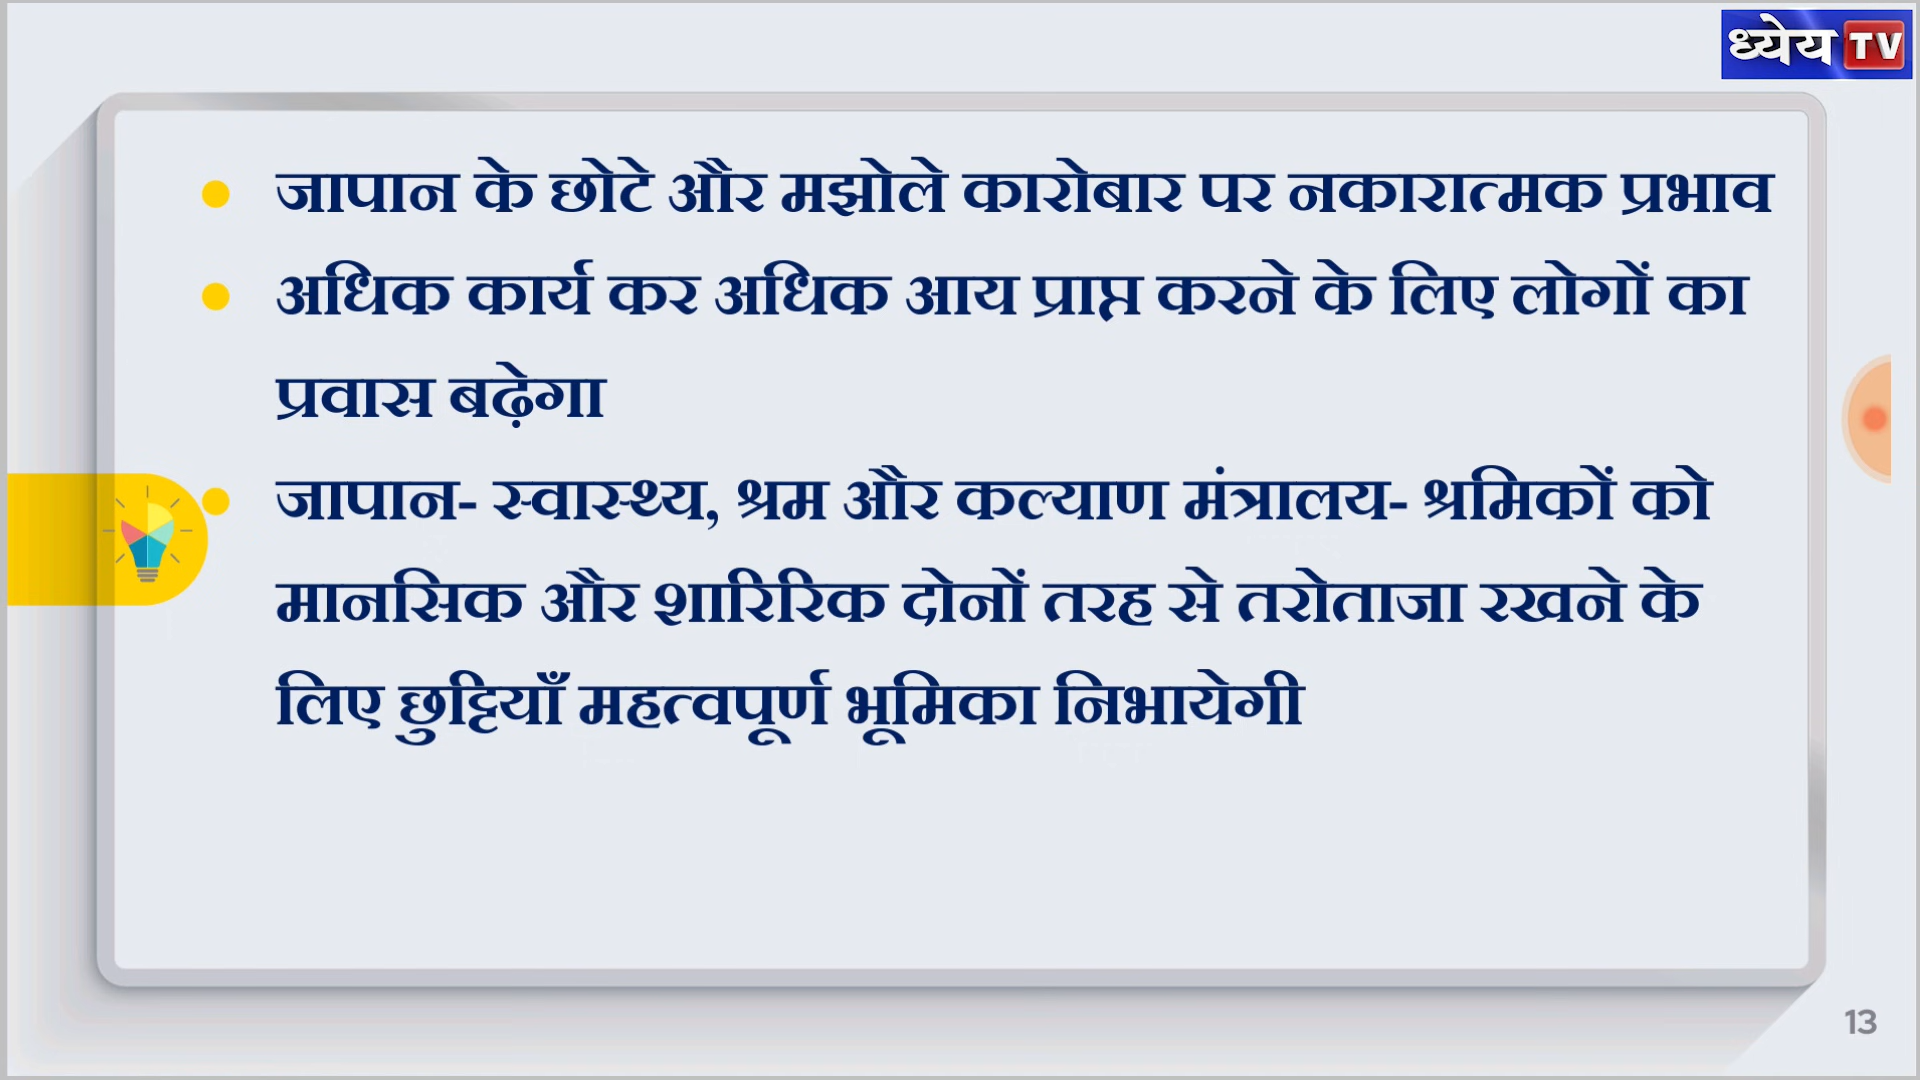 ध्येय TV
जापान के छोटे और मझोले कारोबार पर नकारात्मक प्रभाव
अधिक कार्य कर अधिक आय प्राप्त करने के लिए लोगों का
प्रवास बढ़ेगा
जापान- स्वास्थ्य, श्रम और कल्याण मंत्रालय- श्रमिकों को
मानसिक और शारिरिक दोनों तरह से तरोताजा रखने के
लिए छुट्टियाँ महत्वपूर्ण भूमिका निभायेगी
13